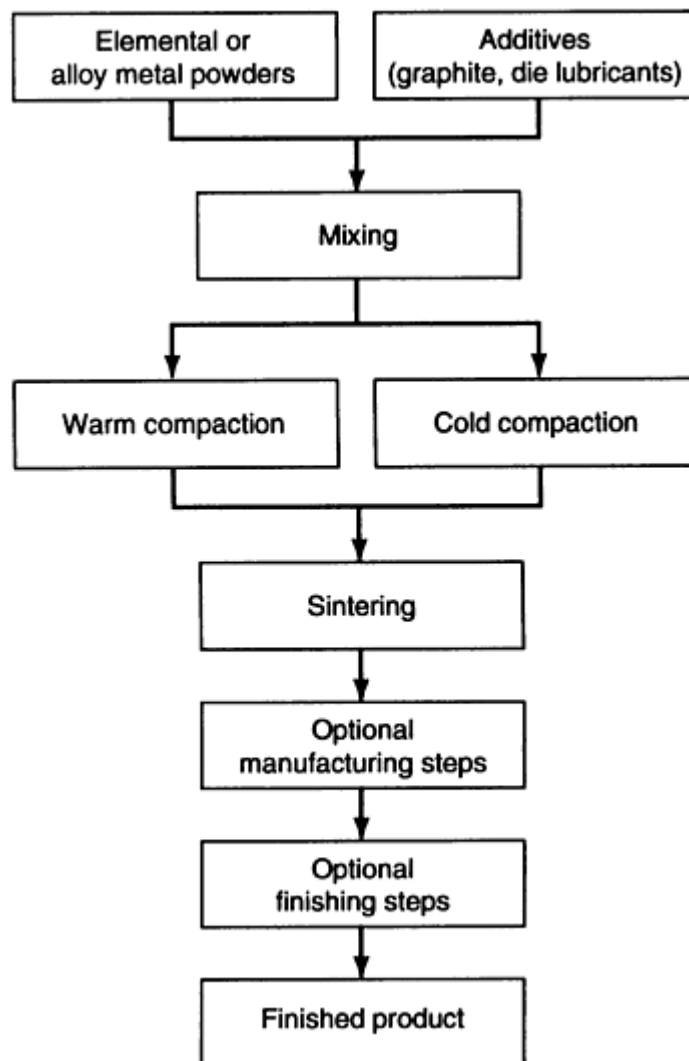 Elemental or
alloy metal powders
Additives
(graphite, die lubricants)
Mixing
Warm compaction
Cold compaction
Sintering
Optional
manufacturing steps
Optional
finishing steps
Finished product